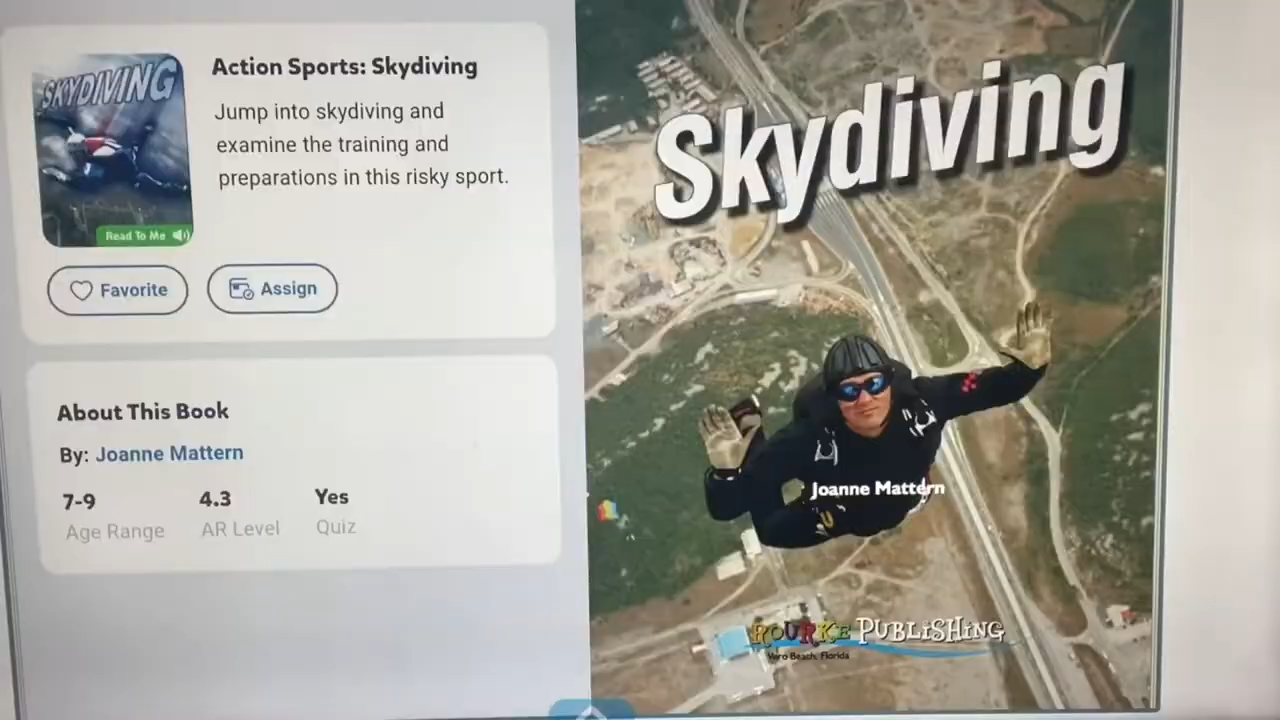 SKYDIVING
Read To Me
Action Sports: Skydiving
Jump into skydiving and
examine the training and
preparations in this risky sport.
Favorite
Assign
About This Book
By: Joanne Mattern
7-9
4.3
Yes
Age Range
AR Level
Quiz
Skydiving
Joanne Mattern
ROURKE PUBLISHING
Vero Beach, Florida